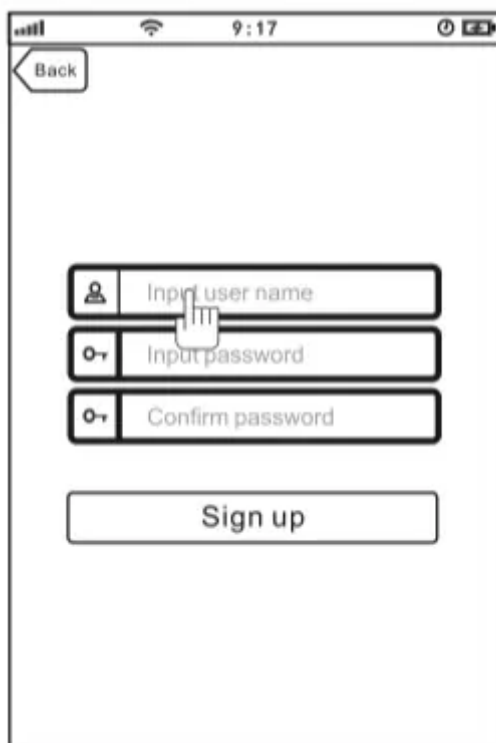 9:17
Back
Input user name
Input password
Confirm password
Sign up